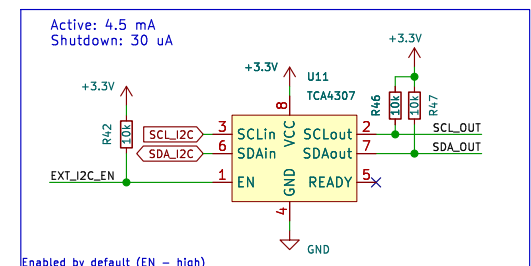 Active: 4.5 mA
Shutdown: 30 uA
+3.3V
+3.3V
+3.3V
U11
TCA4307
R42
10k
R46
10k
10k
R47
8
VCC
SCL_I2C
3
SCLin
SCLout
2
SCL_OUT
SDA_I2C
6
SDAin
SDAout
7
SDA_OUT
EXT_I2C_EN
1
EN
GND
READY
5
4
GND
Enabled by default (EN - high)